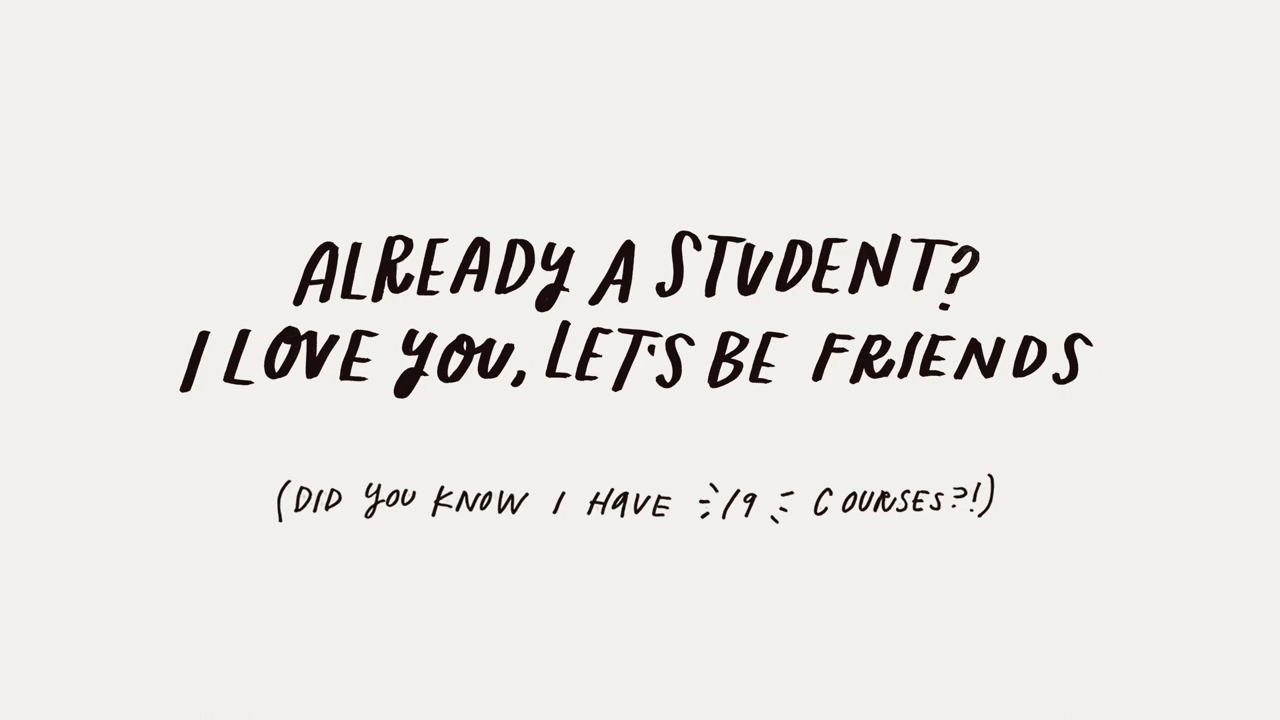 ALREADY A STUDENT?
I LOVE YOU, LET'S BE FRIENDS
(DID YOU KNOW I HAVE 19 COURSES?!)